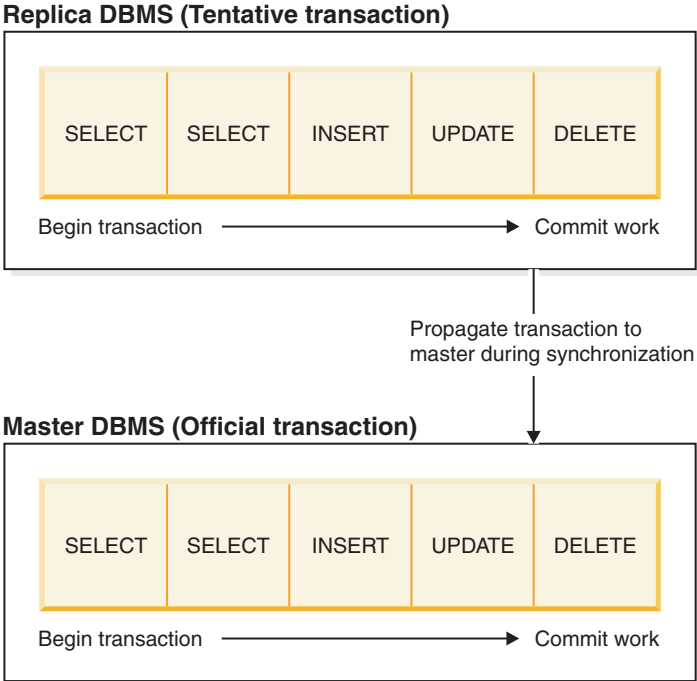 Replica DBMS (Tentative transaction)
SELECT SELECT INSERT UPDATE DELETE
Begin transaction Commit work
Propagate transaction to
master during synchronization
Master DBMS (Official transaction)
SELECT SELECT INSERT UPDATE DELETE
Begin transaction Commit work